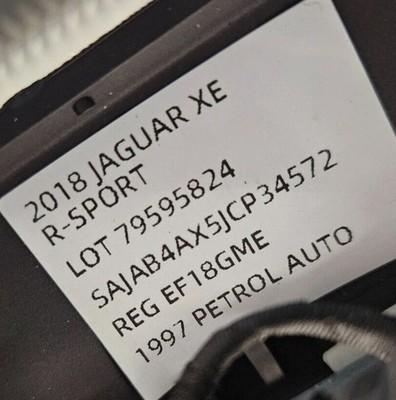 2018 JAGUAR XE
R-SPORT
LOT 79595824
SAJAB4AX5JCP34572
REG EF18GME
1997 PETROL AUTO